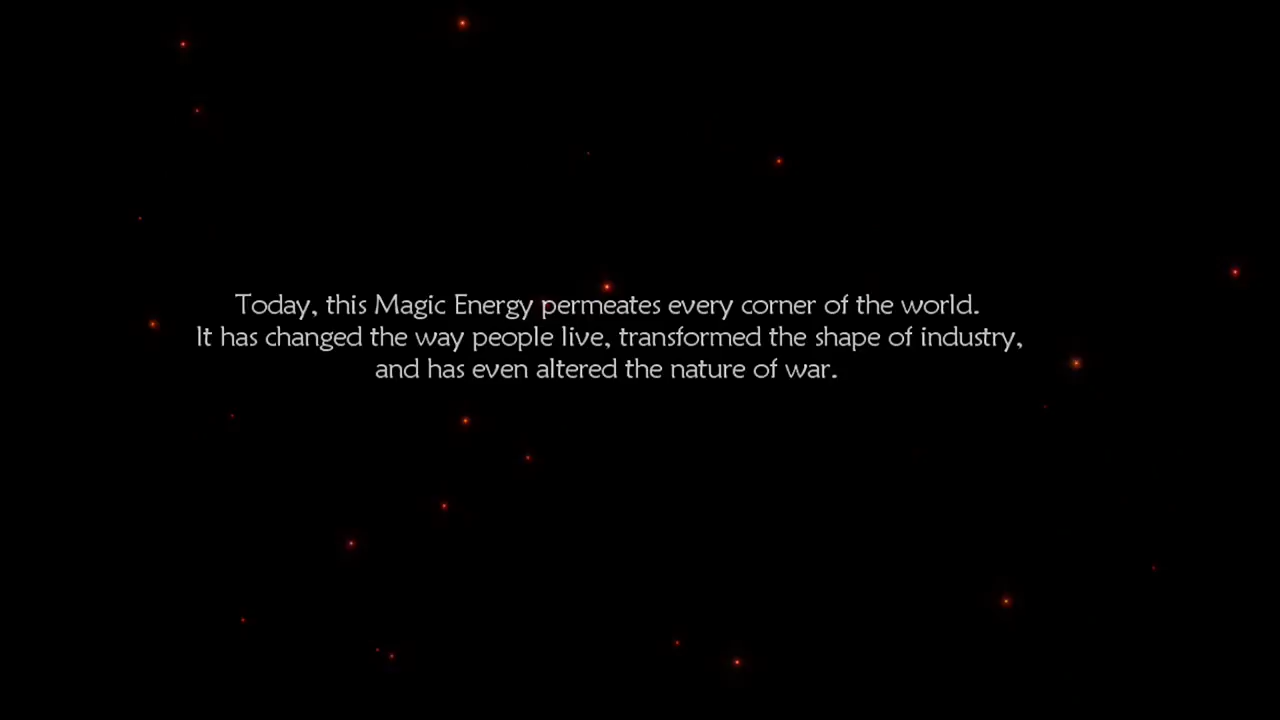 Today, this Magic Energy permeates every corner of the world.
It has changed the way people live, transformed the shape of industry,
and has even altered the nature of war.